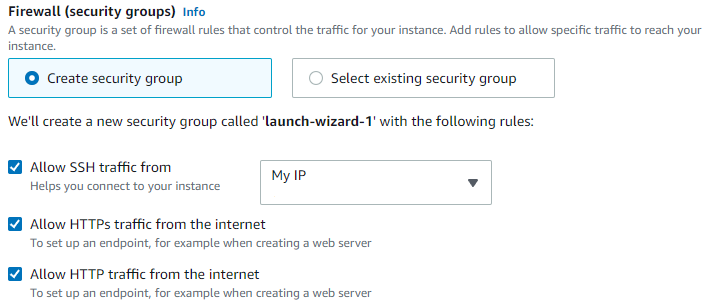 Firewall (security groups) Info
A security group is a set of firewall rules that control the traffic for your instance. Add rules to allow specific traffic to reach your
instance.
Create security group
Select existing security group
We'll create a new security group called 'launch-wizard-1' with the following rules:
Allow SSH traffic from
Helps you connect to your instance
My IP
Allow HTTPs traffic from the internet
To set up an endpoint, for example when creating a web server
Allow HTTP traffic from the internet
To set up an endpoint, for example when creating a web server